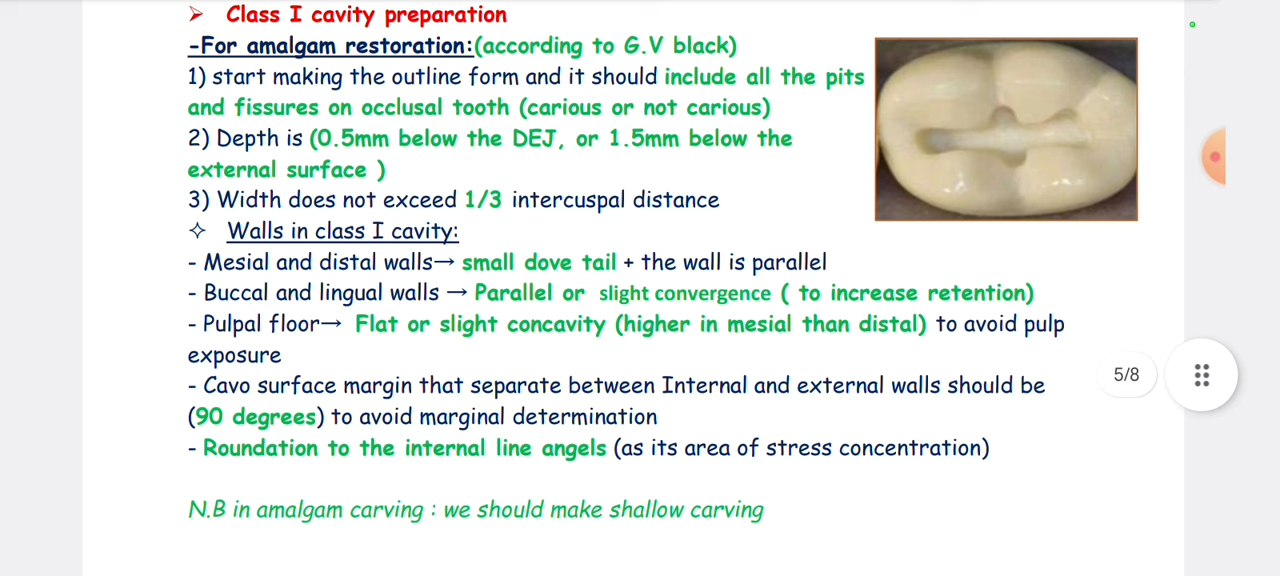 ➢ Class I cavity preparation
-For amalgam restoration:(according to G.V black)
1) start making the outline form and it should include all the pits
and fissures on occlusal tooth (carious or not carious)
2) Depth is (0.5mm below the DEJ, or 1.5mm below the
external surface )
3) Width does not exceed 1/3 intercuspal distance
✧ Walls in class I cavity:
- Mesial and distal walls→ small dove tail + the wall is parallel
- Buccal and lingual walls → Parallel or slight convergence ( to increase retention)
- Pulpal floor→ Flat or slight concavity (higher in mesial than distal) to avoid pulp
exposure
- Cavo surface margin that separate between Internal and external walls should be
(90 degrees) to avoid marginal determination
- Roundation to the internal line angels (as its area of stress concentration)
N.B in amalgam carving : we should make shallow carving
5/8